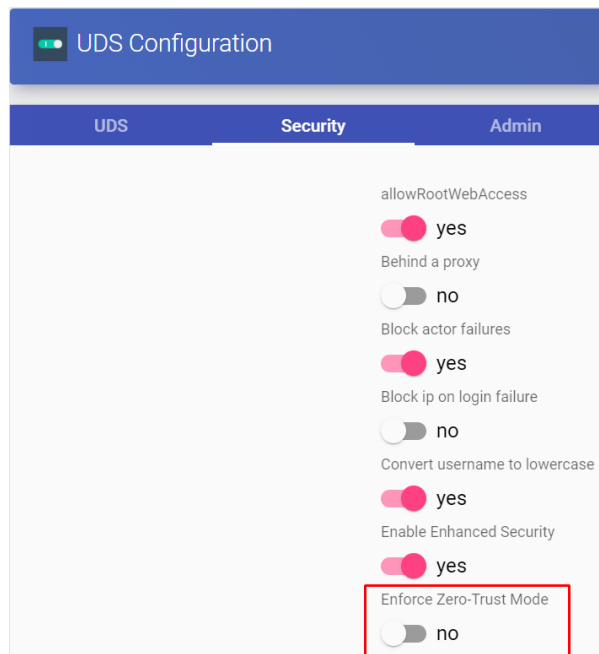 UDS Configuration
UDS Security Admin
allowRootWebAccess
yes
Behind a proxy
no
Block actor failures
yes
Block ip on login failure
no
Convert username to lowercase
yes
Enable Enhanced Security
yes
Enforce Zero-Trust Mode
no